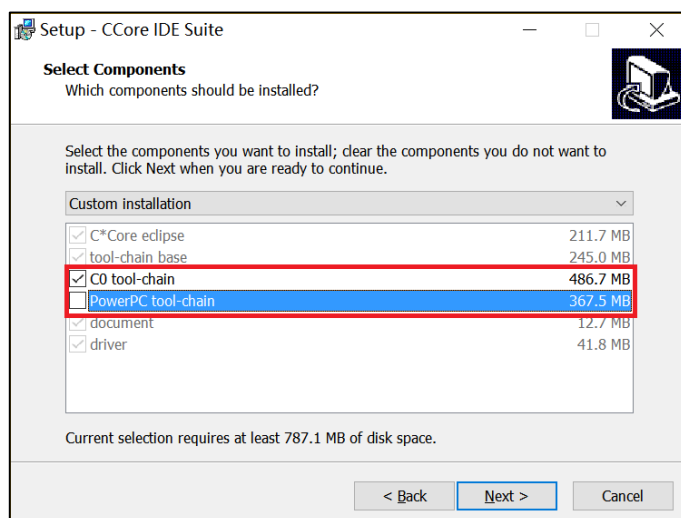 Setup - CCore IDE Suite
Select Components
Which components should be installed?
Select the components you want to install; clear the components you do not want to
install. Click Next when you are ready to continue.
Custom installation
C*Core eclipse 211.7 MB
tool-chain base 245.0 MB
C0 tool-chain 486.7 MB
PowerPC tool-chain 367.5 MB
document 12.7 MB
driver 41.8 MB
Current selection requires at least 787.1 MB of disk space.
< Back Next > Cancel